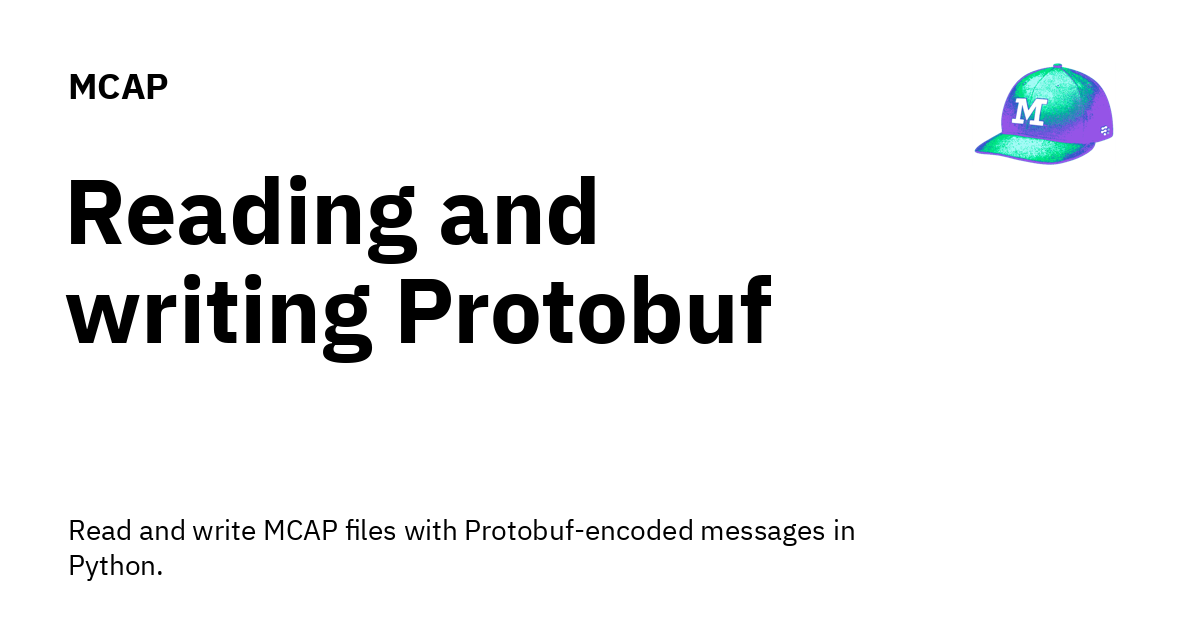 MCAP
M
Reading and
writing Protobuf
Read and write MCAP files with Protobuf-encoded messages in
Python.